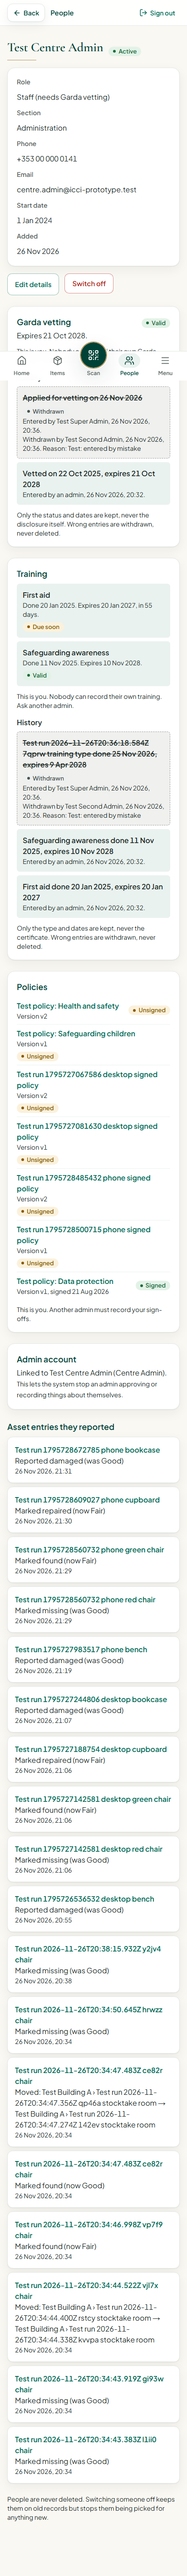 Back
People
Sign out
Test Centre Admin
Active
Role
Staff (needs Garda vetting)
Section
Administration
Phone
+353 00 000 0141
Email
centre.admin@icci-prototype.test
Start date
1 Jan 2024
Added
26 Nov 2026
Edit details
Switch off
Garda vetting
Valid
Expires 21 Oct 2028.
Home
Items
Scan
People
Menu
Applied for vetting on 26 Nov 2026
Withdrawn
Entered by Test Super Admin, 26 Nov 2026,
20:36.
Withdrawn by Test Second Admin, 26 Nov 2026,
20:36. Reason: Test: entered by mistake
Vetted on 22 Oct 2025, expires 21 Oct
2028
Entered by an admin, 26 Nov 2026, 20:32.
Only the status and dates are kept, never the
disclosure itself. Wrong entries are withdrawn,
never deleted.
Training
First aid
Done 20 Jan 2025. Expires 20 Jan 2027, in 55
days.
Due soon
Safeguarding awareness
Done 11 Nov 2025. Expires 10 Nov 2028.
Valid
This is you. Nobody can record their own training.
Ask another admin.
History
Test run 2026-11-26T20:36:18.584Z
7qprw training type done 25 Nov 2026,
expires 9 Apr 2028
Withdrawn
Entered by Test Super Admin, 26 Nov 2026,
20:36.
Withdrawn by Test Second Admin, 26 Nov 2026,
20:36. Reason: Test: entered by mistake
Safeguarding awareness done 11 Nov
2025, expires 10 Nov 2028
Entered by an admin, 26 Nov 2026, 20:32.
First aid done 20 Jan 2025, expires 20 Jan
2027
Entered by an admin, 26 Nov 2026, 20:32.
Only the type and dates are kept, never the
certificate. Wrong entries are withdrawn, never
deleted.
Policies
Test policy: Health and safety
Unsigned
Version v2
Test policy: Safeguarding children
Version v1
Unsigned
Test run 1795727067586 desktop signed
policy
Version v2
Unsigned
Test run 1795727081630 desktop signed
policy
Version v1
Unsigned
Test run 1795728485432 phone signed
policy
Version v2
Unsigned
Test run 1795728500715 phone signed
policy
Version v1
Unsigned
Test policy: Data protection
Signed
Version v1, signed 21 Aug 2026
This is you. Another admin must record your sign-
offs.
Admin account
Linked to Test Centre Admin (Centre Admin).
This lets the system stop an admin approving or
recording things about themselves.
Asset entries they reported
Test run 1795728672785 phone bookcase
Reported damaged (was Good)
26 Nov 2026, 21:31
Test run 1795728609027 phone cupboard
Marked repaired (now Fair)
26 Nov 2026, 21:30
Test run 1795728560732 phone green chair
Marked found (now Fair)
26 Nov 2026, 21:29
Test run 1795728560732 phone red chair
Marked missing (was Good)
26 Nov 2026, 21:29
Test run 1795727983517 phone bench
Reported damaged (was Good)
26 Nov 2026, 21:19
Test run 1795727244806 desktop bookcase
Reported damaged (was Good)
26 Nov 2026, 21:07
Test run 1795727188754 desktop cupboard
Marked repaired (now Fair)
26 Nov 2026, 21:06
Test run 1795727142581 desktop green chair
Marked found (now Fair)
26 Nov 2026, 21:06
Test run 1795727142581 desktop red chair
Marked missing (was Good)
26 Nov 2026, 21:06
Test run 1795726536532 desktop bench
Reported damaged (was Good)
26 Nov 2026, 20:55
Test run 2026-11-26T20:38:15.932Z y2jv4
chair
Marked missing (was Good)
26 Nov 2026, 20:38
Test run 2026-11-26T20:34:50.645Z hrwzz
chair
Marked missing (was Good)
26 Nov 2026, 20:34
Test run 2026-11-26T20:34:47.483Z ce82r
chair
Moved: Test Building A › Test run 2026-11-
26T20:34:47.356Z qp46a stocktake room →
Test Building A › Test run 2026-11-
26T20:34:47.274Z 142ev stocktake room
26 Nov 2026, 20:34
Test run 2026-11-26T20:34:47.483Z ce82r
chair
Marked found (now Good)
26 Nov 2026, 20:34
Test run 2026-11-26T20:34:46.998Z vp7f9
chair
Marked found (now Fair)
26 Nov 2026, 20:34
Test run 2026-11-26T20:34:44.522Z vjl7x
chair
Moved: Test Building A › Test run 2026-11-
26T20:34:44.400Z rstcy stocktake room →
Test Building A › Test run 2026-11-
26T20:34:44.338Z kvvpa stocktake room
26 Nov 2026, 20:34
Test run 2026-11-26T20:34:43.919Z gi93w
chair
Marked missing (was Good)
26 Nov 2026, 20:34
Test run 2026-11-26T20:34:43.383Z l1ii0
chair
Marked missing (was Good)
26 Nov 2026, 20:34
People are never deleted. Switching someone off keeps
them on old records but stops them being picked for
anything new.